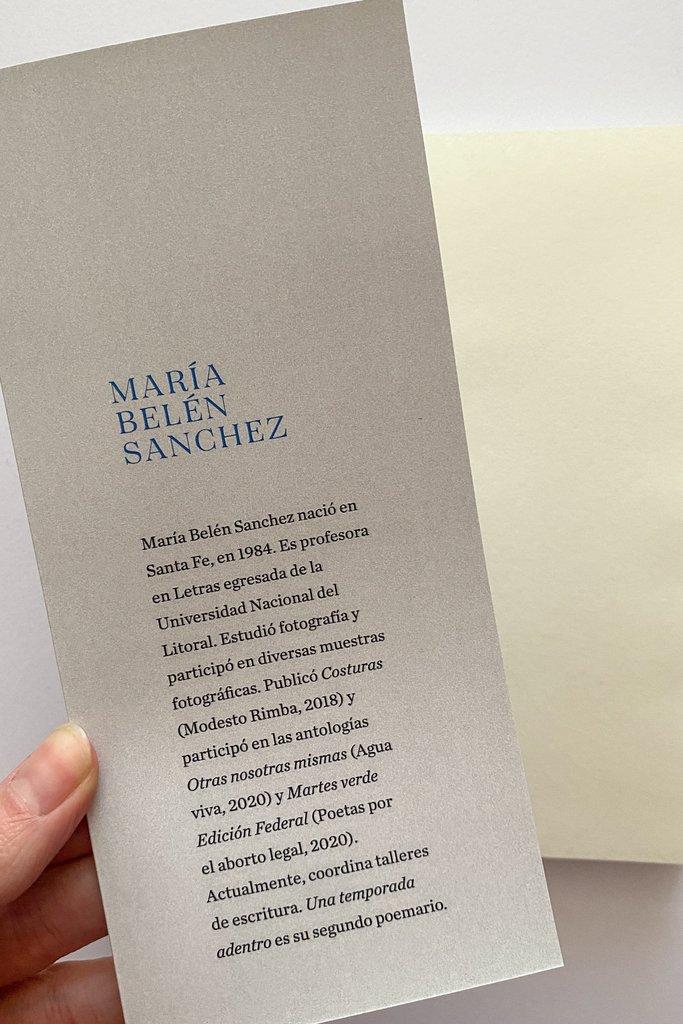 MARÍA
BELÉN
SANCHEZ
María Belén Sanchez nació en
Santa Fe, en 1984. Es profesora
en Letras egresada de la
Universidad Nacional del
Litoral. Estudió fotografía y
participó en diversas muestras
fotográficas. Publicó Costuras
(Modesto Rimba, 2018) y
participó en las antologías
Otras nosotras mismas (Agua
viva, 2020) y Martes verde
Edición Federal (Poetas por
el aborto legal, 2020).
Actualmente, coordina talleres
de escritura. Una temporada
adentro es su segundo poemario.